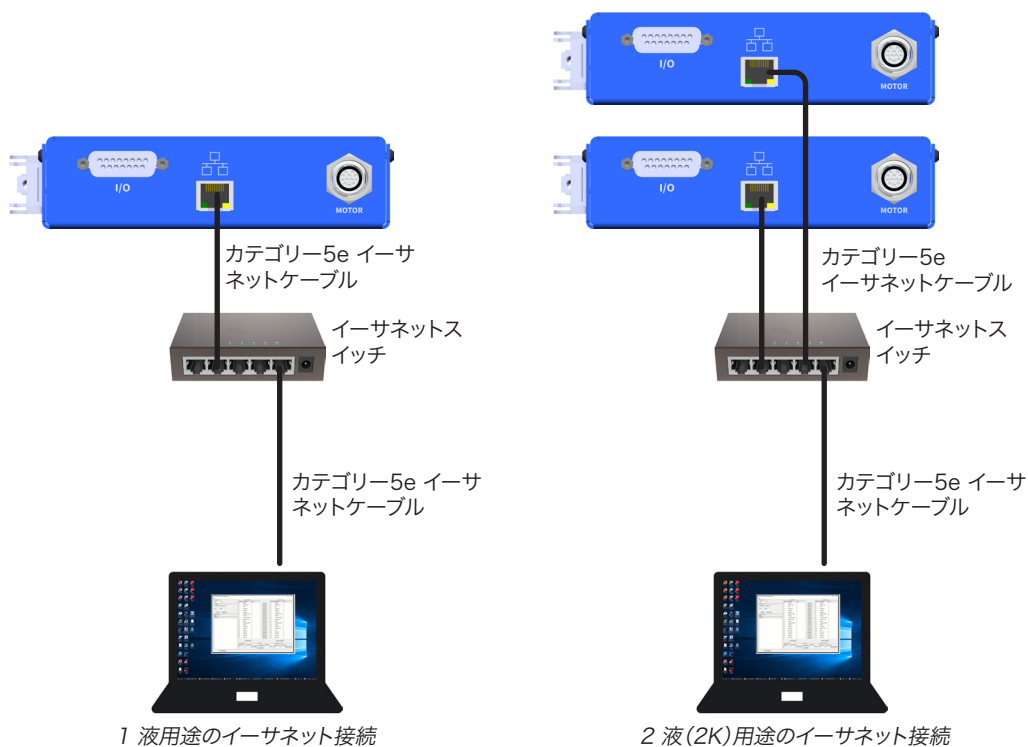 I/O
MOTOR
カテゴリー5e イーサ
ネットケーブル
イーサネットス
イッチ
カテゴリー5e イーサ
ネットケーブル
1 液用途のイーサネット接続
I/O
MOTOR
I/O
MOTOR
カテゴリー5e
イーサネットケーブル
イーサネットス
イッチ
カテゴリー5e イーサ
ネットケーブル
2 液(2K)用途のイーサネット接続